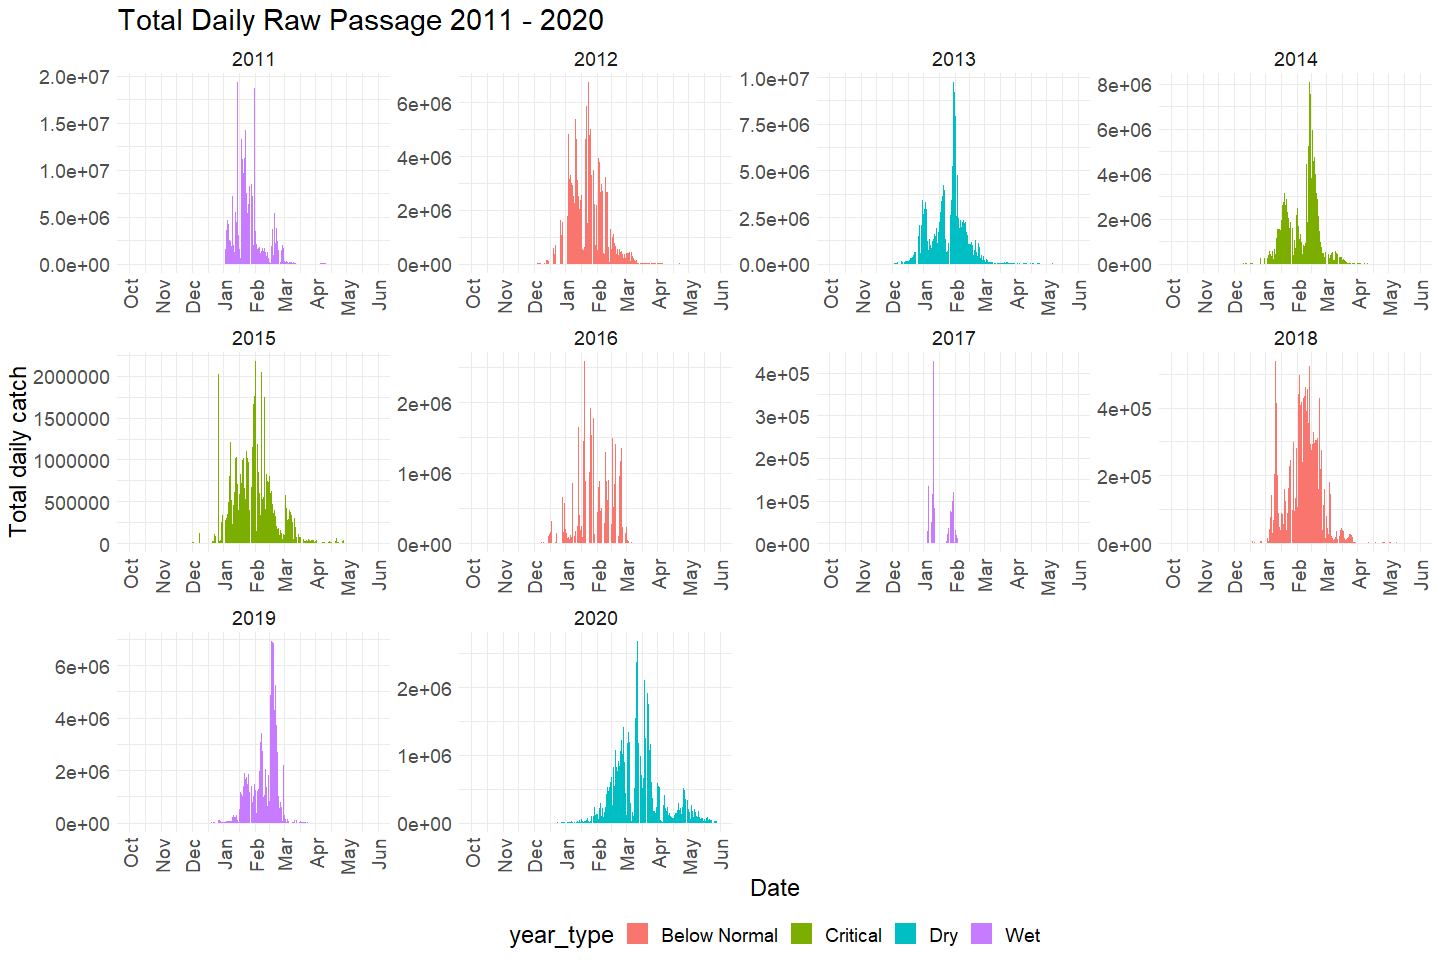 Total Daily Raw Passage 2011 - 2020
2011
2012
2013
2014
2.0e+07
1.5e+07
1.0e+07
5.0e+06
0.0e+00
6e+06
4e+06
2e+06
0e+00
1.0e+07
7.5e+06
5.0e+06
2.5e+06
0.0e+00
8e+06
6e+06
4e+06
2e+06
0e+00
Oct Nov Dec Jan Feb Mar Apr May Jun
Oct Nov Dec Jan Feb Mar Apr May Jun
Oct Nov Dec Jan Feb Mar Apr May Jun
Oct Nov Dec Jan Feb Mar Apr May Jun
Total daily catch
2015
2016
2017
2018
2000000
1500000
1000000
500000
0
2e+06
1e+06
0e+00
4e+05
3e+05
2e+05
1e+05
0e+00
4e+05
2e+05
0e+00
Oct Nov Dec Jan Feb Mar Apr May Jun
Oct Nov Dec Jan Feb Mar Apr May Jun
Oct Nov Dec Jan Feb Mar Apr May Jun
Oct Nov Dec Jan Feb Mar Apr May Jun
2019
2020
6e+06
4e+06
2e+06
0e+00
2e+06
1e+06
0e+00
Oct Nov Dec Jan Feb Mar Apr May Jun
Oct Nov Dec Jan Feb Mar Apr May Jun
Date
year_type Below Normal Critical Dry Wet